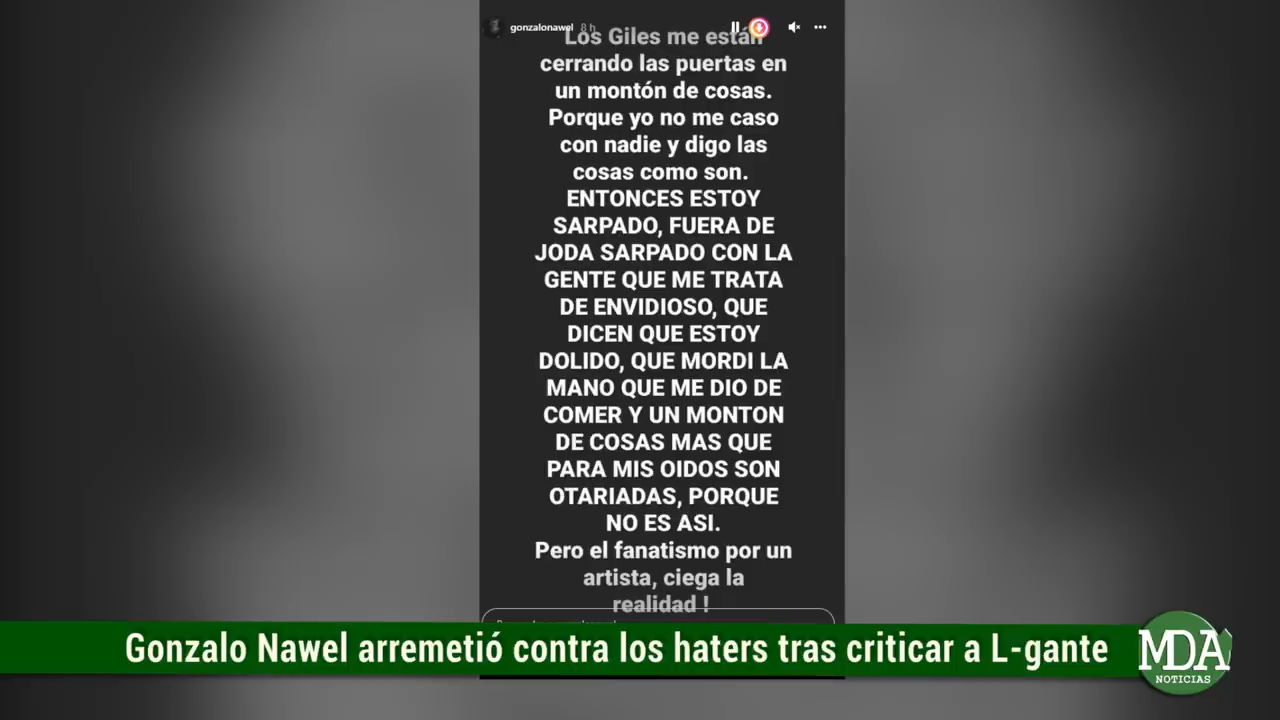 gonzalonawel 8 h
Los Giles me están
cerrando las puertas en
un montón de cosas.
Porque yo no me caso
con nadie y digo las
cosas como son.
ENTONCES ESTOY
SARPADO, FUERA DE
JODA SARPADO CON LA
GENTE QUE ME TRATA
DE ENVIDIOSO, QUE
DICEN QUE ESTOY
DOLIDO, QUE MORDI LA
MANO QUE ME DIO DE
COMER Y UN MONTON
DE COSAS MAS QUE
PARA MIS OIDOS SON
OTARIADAS, PORQUE
NO ES ASI.
Pero el fanatismo por un
artista, ciega la
realidad !
Gonzalo Nawel arremetió contra los haters tras criticar a L-gante
MDA
NOTICIAS